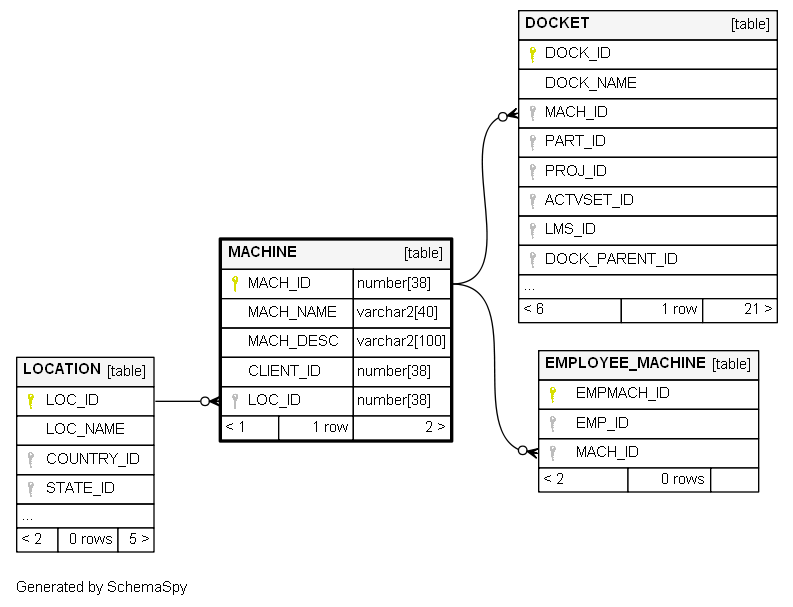 DOCKET [table]
DOCK_ID
DOCK_NAME
MACH_ID
PART_ID
PROJ_ID
ACTVSET_ID
LMS_ID
DOCK_PARENT_ID
...
< 6 1 row 21 >
MACHINE [table]
MACH_ID number[38]
MACH_NAME varchar2[40]
MACH_DESC varchar2[100]
CLIENT_ID number[38]
LOC_ID number[38]
< 1 1 row 2 >
LOCATION [table]
LOC_ID
LOC_NAME
COUNTRY_ID
STATE_ID
...
< 2 0 rows 5 >
EMPLOYEE_MACHINE [table]
EMPMACH_ID
EMP_ID
MACH_ID
< 2 0 rows
Generated by SchemaSpy